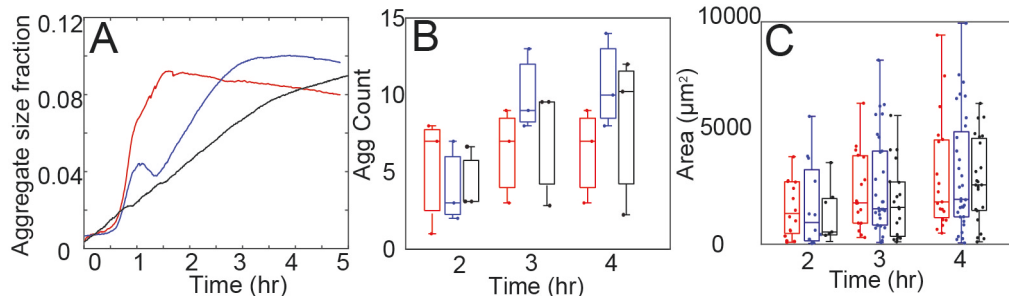 A
Aggregate size fraction
0.12
0.08
0.04
0
0 1 2 3 4 5
Time (hr)
B
Agg Count
15
10
5
0
2 3 4
Time (hr)
C
Area (µm²)
10000
5000
0
2 3 4
Time (hr)